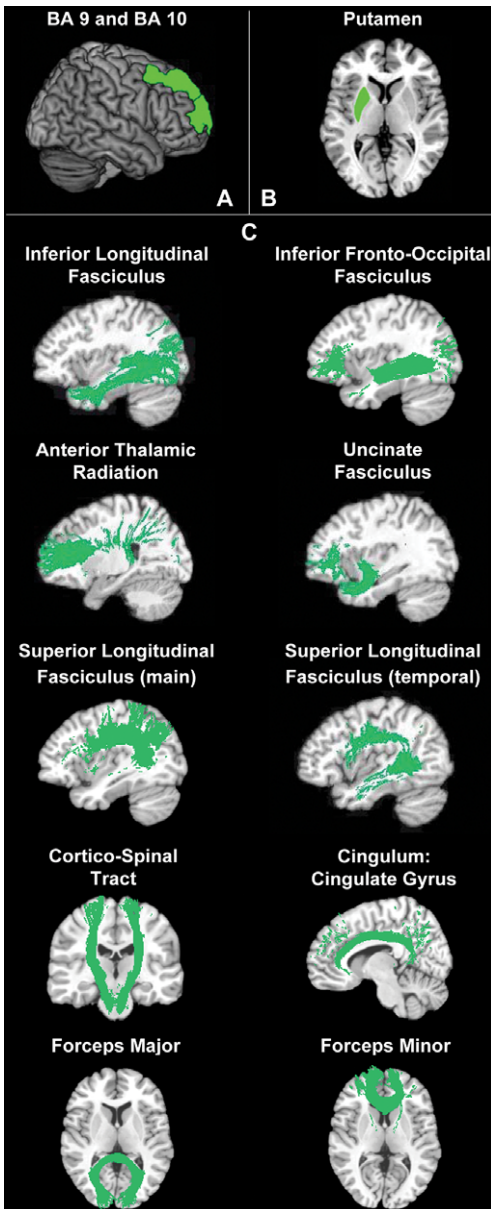 BA 9 and BA 10
Putamen
A
B
C
Inferior Longitudinal
Fasciculus
Inferior Fronto-Occipital
Fasciculus
Anterior Thalamic
Radiation
Uncinate
Fasciculus
Superior Longitudinal
Fasciculus (main)
Superior Longitudinal
Fasciculus (temporal)
Cortico-Spinal
Tract
Cingulum:
Cingulate Gyrus
Forceps Major
Forceps Minor